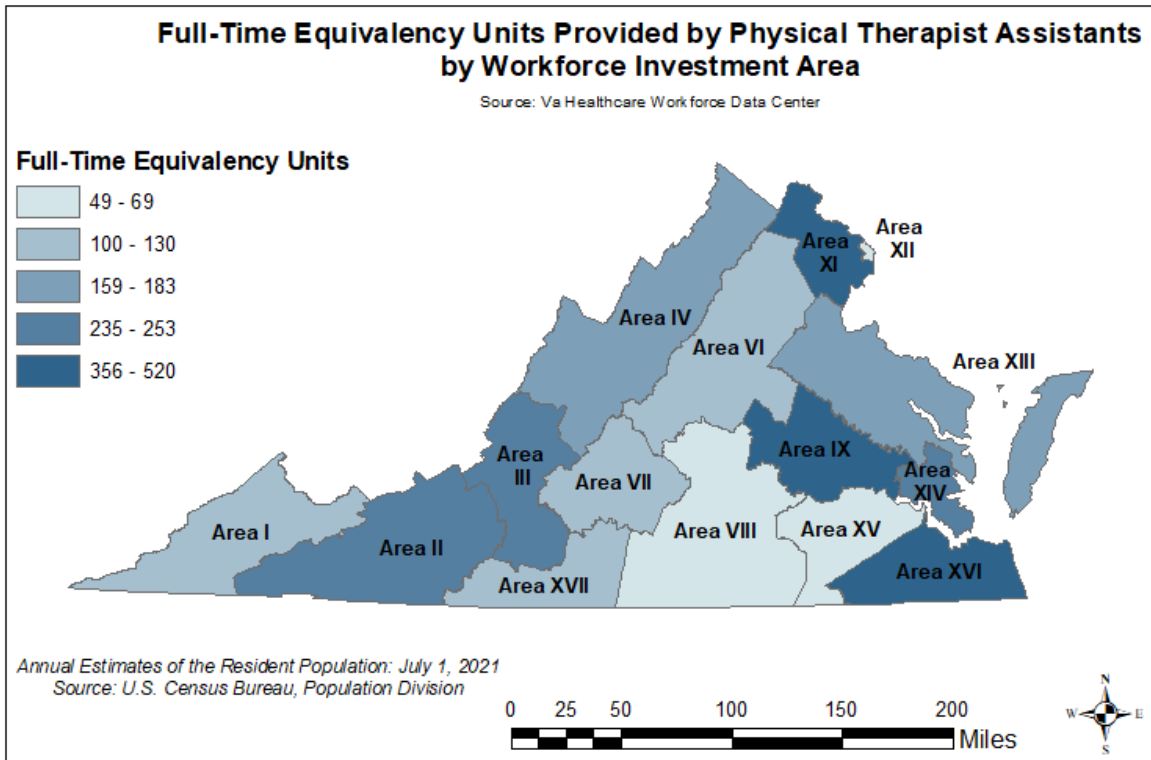 Full-Time Equivalency Units Provided by Physical Therapist Assistants
by Workforce Investment Area
Source: Va Healthcare Workforce Data Center
Full-Time Equivalency Units
49 - 69
100 - 130
159 - 183
235 - 253
356 - 520
Area
XII
Area
XI
Area IV
Area VI
Area XIII
Area
III
Area IX
Area VII
Area
XIV
Area I
Area II
Area VIII
Area XV
Area XVII
Area XVI
Annual Estimates of the Resident Population: July 1, 2021
Source: U.S. Census Bureau, Population Division
0 25 50 100 150 200
Miles
N
W E
S